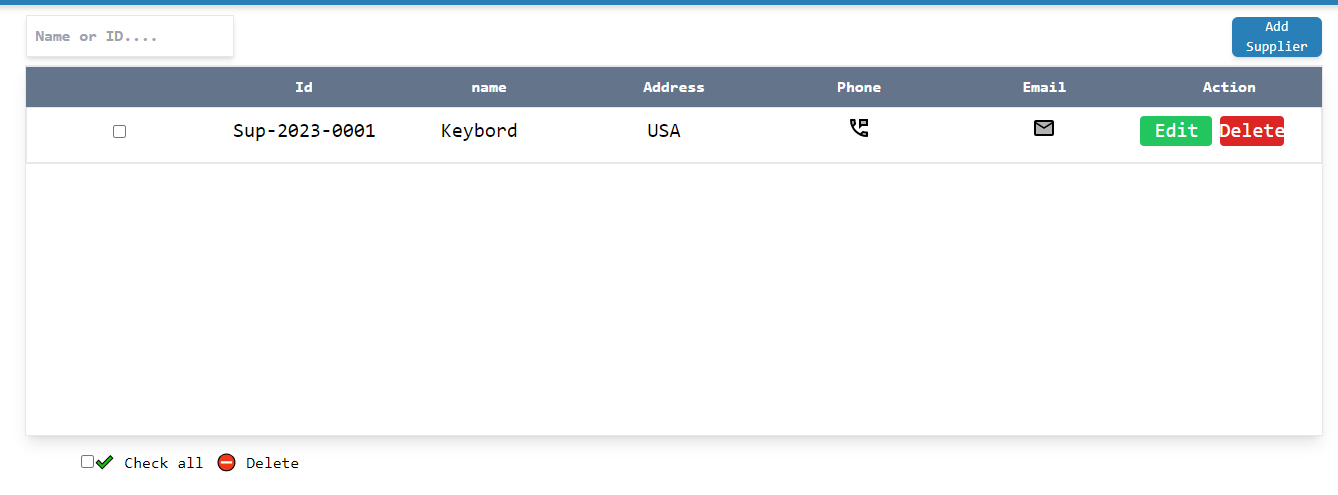 Name or ID....
Add
Supplier
Id name Address Phone Email Action
Sup-2023-0001 Keybord USA Edit Delete
Check all Delete